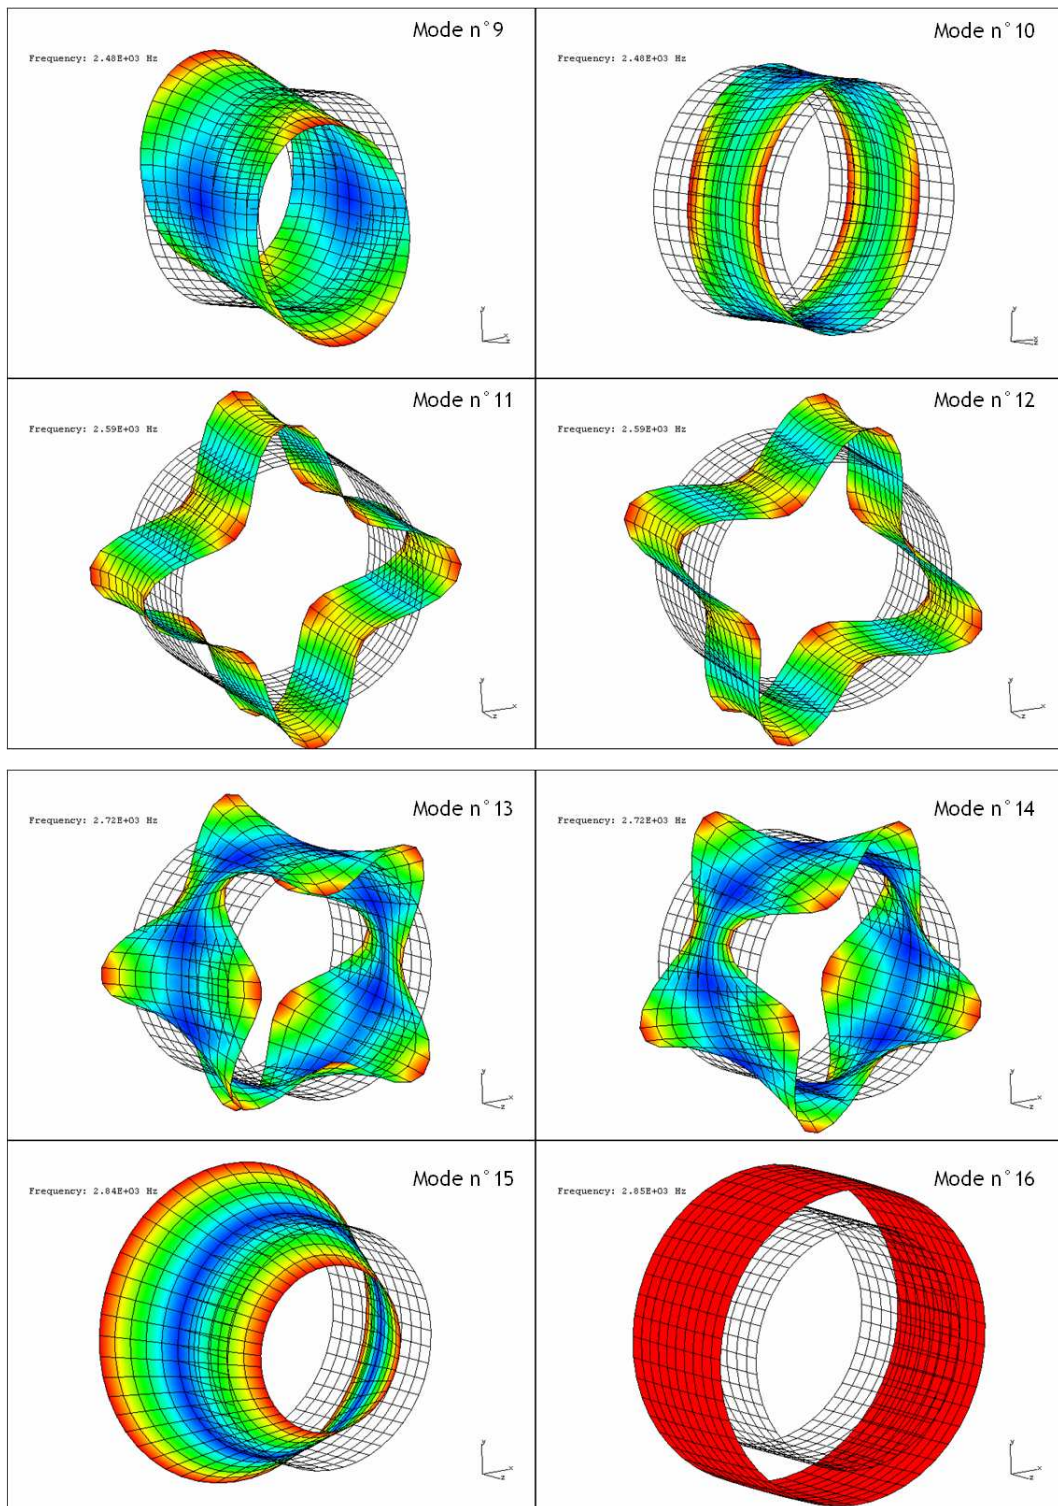 Mode n°9
Frequency: 2.48E+03 Hz
y
x
z
Mode n°10
Frequency: 2.48E+03 Hz
y
Mode n°11
Frequency: 2.59E+03 Hz
y
x
z
Mode n°12
Frequency: 2.59E+03 Hz
y
x
z
Mode n°13
Frequency: 2.72E+03 Hz
y
x
z
Mode n°14
Frequency: 2.72E+03 Hz
y
x
z
Mode n°15
Frequency: 2.84E+03 Hz
y
x
z
Mode n°16
Frequency: 2.85E+03 Hz
y
x
z